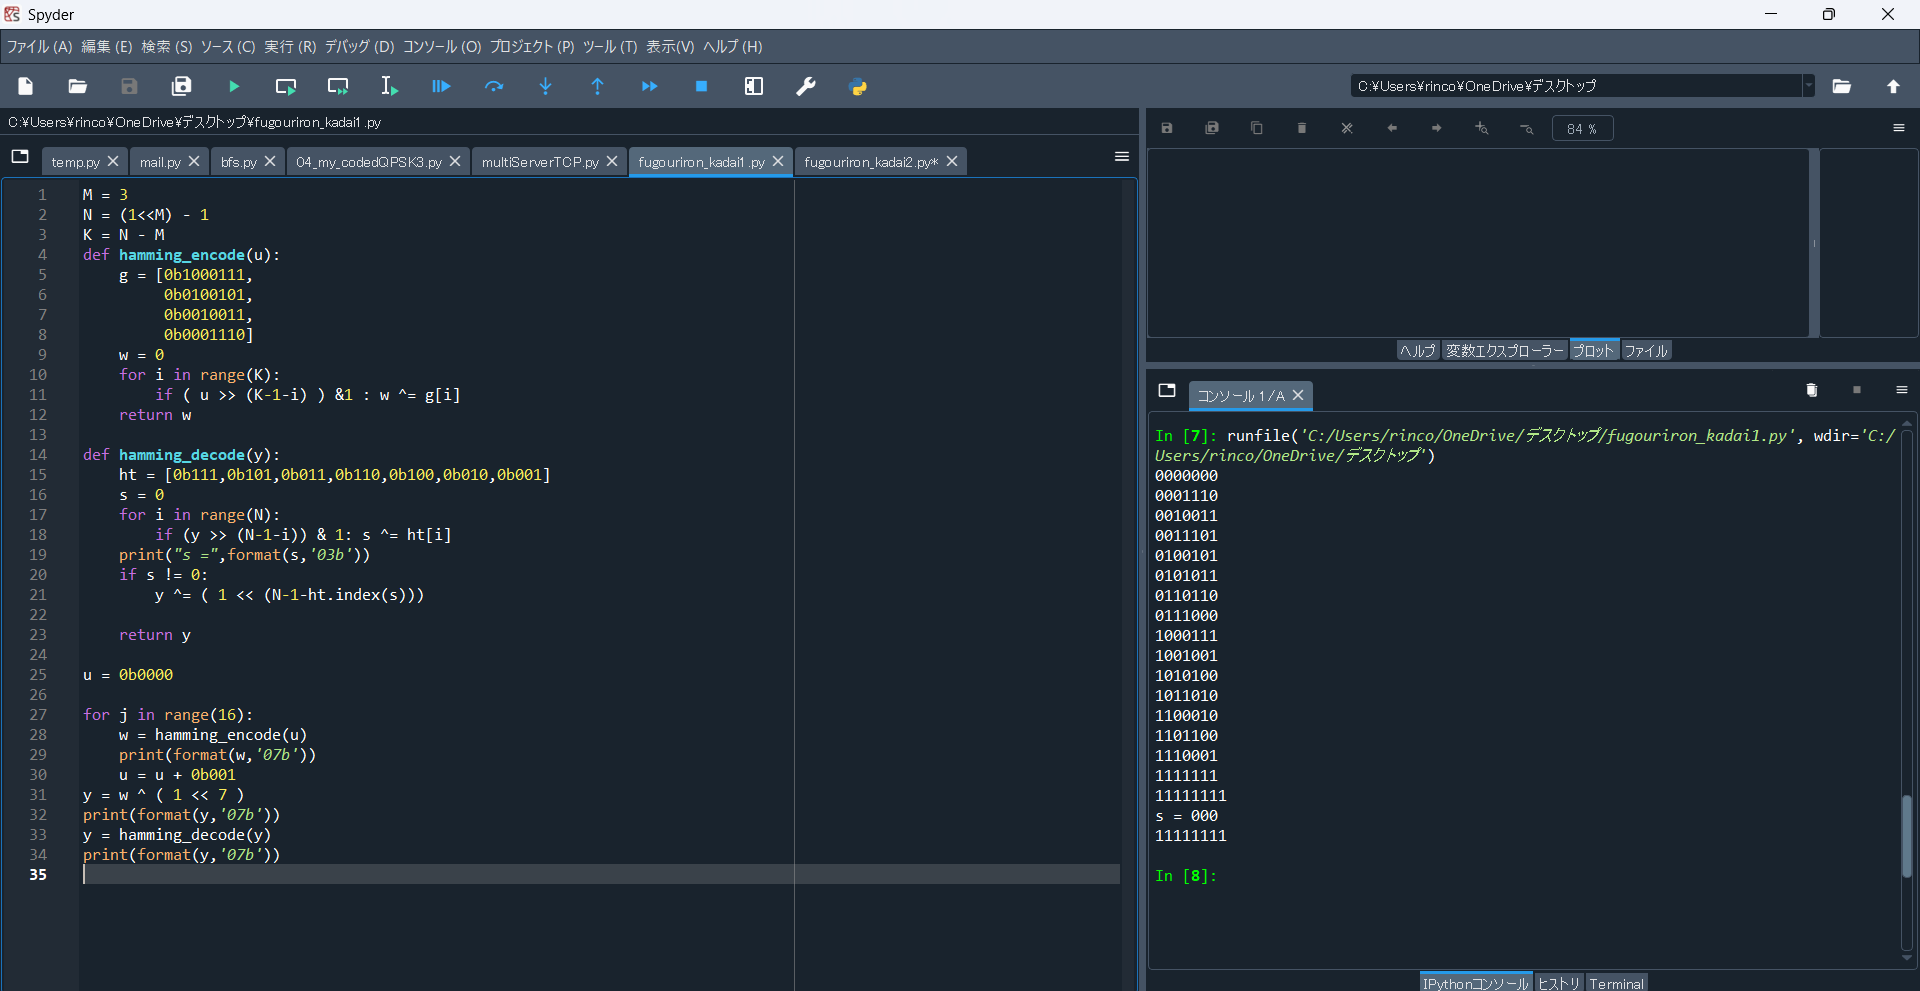 Spyder
ファイル (A) 編集 (E) 検索 (S) ソース (C) 実行 (R) デバッグ (D) コンソール (O) プロジェクト (P) ツール (T) 表示(V) ヘルプ (H)
C:¥Users¥rinco¥OneDrive¥デスクトップ
C:¥Users¥rinco¥OneDrive¥デスクトップ¥fugouriron_kadai1.py
temp.py mail.py bfs.py 04_my_codedQPSK3.py multiServerTCP.py fugouriron_kadai1.py fugouriron_kadai2.py*
1 M = 3
2 N = (1<<M) - 1
3 K = N - M
4 def hamming_encode(u):
5     g = [0b1000111,
6          0b0100101,
7          0b0010011,
8          0b0001110]
9     w = 0
10     for i in range(K):
11         if ( u >> (K-1-i) ) &1 : w ^= g[i]
12     return w
13
14 def hamming_decode(y):
15     ht = [0b111,0b101,0b011,0b110,0b100,0b010,0b001]
16     s = 0
17     for i in range(N):
18         if (y >> (N-1-i)) & 1: s ^= ht[i]
19     print("s =",format(s,'03b'))
20     if s != 0:
21         y ^= ( 1 << (N-1-ht.index(s)))
22
23     return y
24
25 u = 0b0000
26
27 for j in range(16):
28     w = hamming_encode(u)
29     print(format(w,'07b'))
30     u = u + 0b001
31 y = w ^ ( 1 << 7 )
32 print(format(y,'07b'))
33 y = hamming_decode(y)
34 print(format(y,'07b'))
35
84 %
ヘルプ 変数エクスプローラー プロット ファイル
コンソール 1/A
In [7]: runfile('C:/Users/rinco/OneDrive/デスクトップ/fugouriron_kadai1.py', wdir='C:/
Users/rinco/OneDrive/デスクトップ')
0000000
0001110
0010011
0011101
0100101
0101011
0110110
0111000
1000111
1001001
1010100
1011010
1100010
1101100
1110001
1111111
11111111
s = 000
11111111
In [8]:
IPythonコンソール ヒストリ Terminal